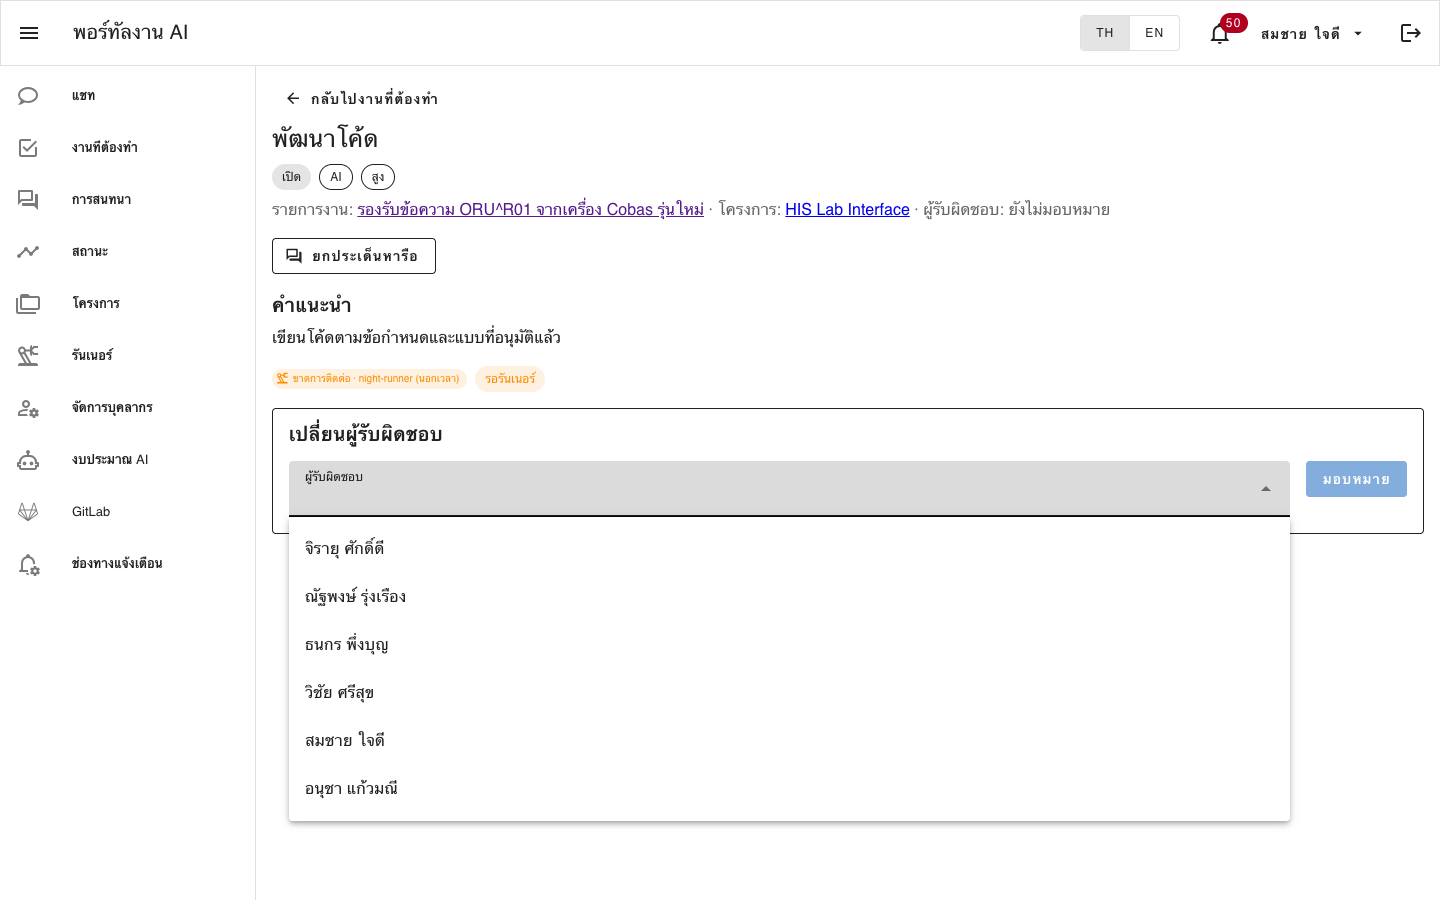 พอร์ทัลงาน AI
TH
EN
50
สมชาย ใจดี
แชท
งานที่ต้องทำ
การสนทนา
สถานะ
โครงการ
รันเนอร์
จัดการบุคลากร
งบประมาณ AI
GitLab
ช่องทางแจ้งเตือน
กลับไปงานที่ต้องทำ
พัฒนาโค้ด
เปิด
AI
สูง
รายการงาน: รองรับข้อความ ORU^R01 จากเครื่อง Cobas รุ่นใหม่ · โครงการ: HIS Lab Interface · ผู้รับผิดชอบ: ยังไม่มอบหมาย
ยกประเด็นหารือ
คำแนะนำ
เขียนโค้ดตามข้อกำหนดและแบบที่อนุมัติแล้ว
ขาดการติดต่อ · night-runner (นอกเวลา)
รอรันเนอร์
เปลี่ยนผู้รับผิดชอบ
ผู้รับผิดชอบ
มอบหมาย
จิรายุ ศักดิ์ดี
ณัฐพงษ์ รุ่งเรือง
ธนกร พึ่งบุญ
วิชัย ศรีสุข
สมชาย ใจดี
อนุชา แก้วมณี